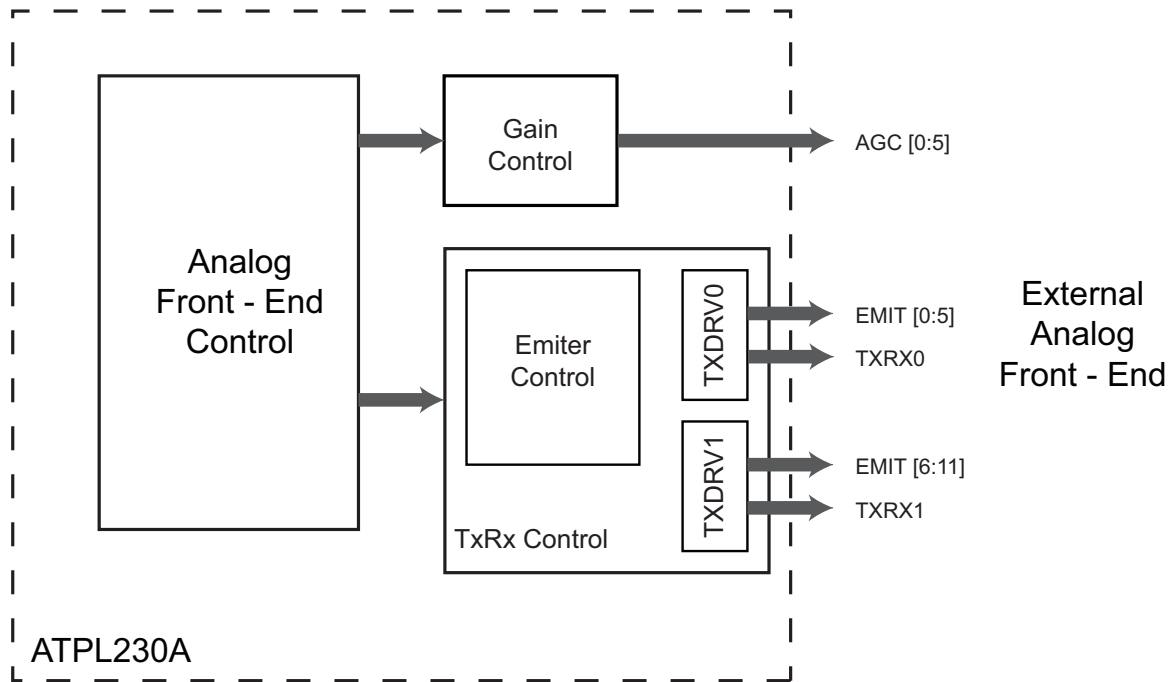 Analog
Front - End
Control
Gain
Control
AGC [0:5]
Emiter
Control
TxRx Control
TXDRV0
EMIT [0:5]
TXRX0
TXDRV1
EMIT [6:11]
TXRX1
External
Analog
Front - End
ATPL230A